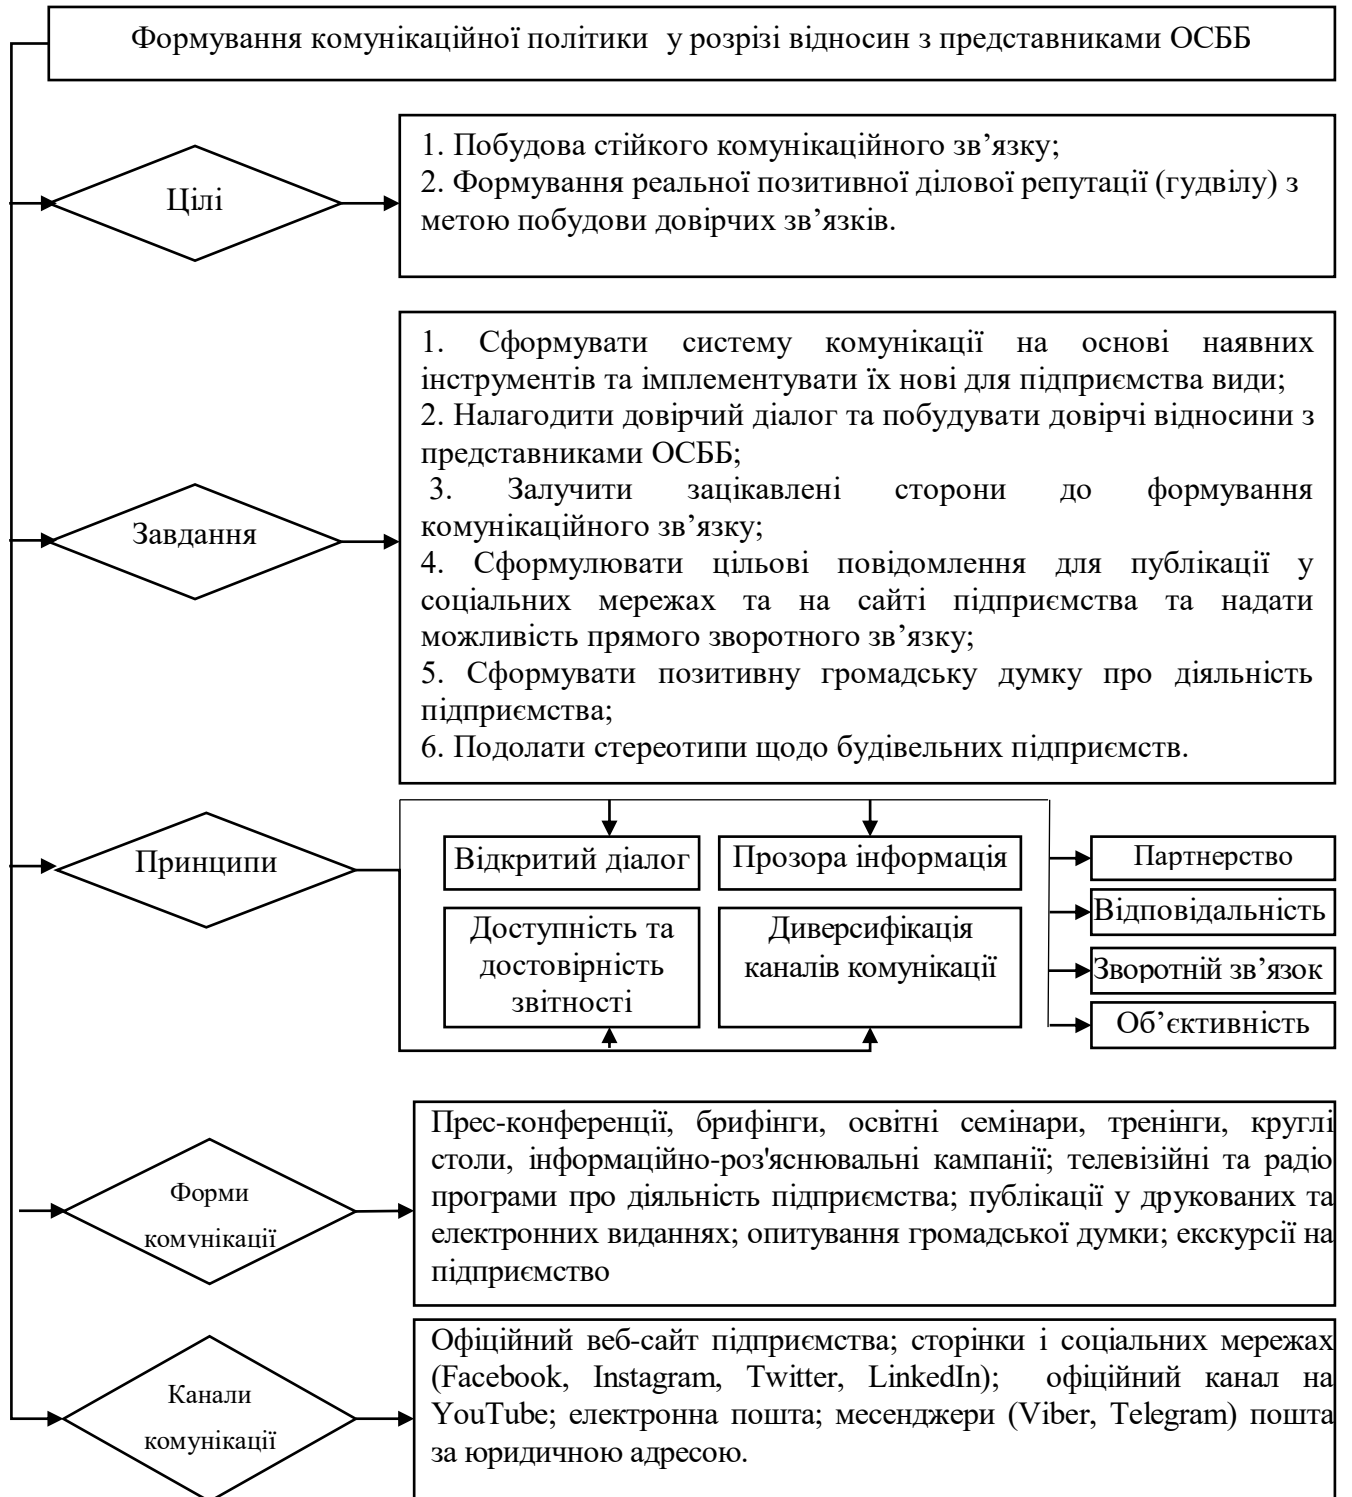 Формування комунікаційної політики у розрізі відносин з представниками ОСББ
Цілі
1. Побудова стійкого комунікаційного зв’язку;
2. Формування реальної позитивної ділової репутації (гудвілу) з
метою побудови довірчих зв’язків.
Завдання
1. Сформувати систему комунікації на основі наявних
інструментів та імплементувати їх нові для підприємства види;
2. Налагодити довірчий діалог та побудувати довірчі відносини з
представниками ОСББ;
3. Залучити зацікавлені сторони до формування
комунікаційного зв’язку;
4. Сформулювати цільові повідомлення для публікації у
соціальних мережах та на сайті підприємства та надати
можливість прямого зворотного зв’язку;
5. Сформувати позитивну громадську думку про діяльність
підприємства;
6. Подолати стереотипи щодо будівельних підприємств.
Принципи
Відкритий діалог
Прозора інформація
Доступність та
достовірність
звітності
Диверсифікація
каналів комунікації
Партнерство
Відповідальність
Зворотній зв’язок
Об’єктивність
Форми
комунікації
Прес-конференції, брифінги, освітні семінари, тренінги, круглі
столи, інформаційно-роз'яснювальні кампанії; телевізійні та радіо
програми про діяльність підприємства; публікації у друкованих та
електронних виданнях; опитування громадської думки; екскурсії на
підприємство
Канали
комунікації
Офіційний веб-сайт підприємства; сторінки і соціальних мережах
(Facebook, Instagram, Twitter, LinkedIn); офіційний канал на
YouTube; електронна пошта; месенджери (Viber, Telegram) пошта
за юридичною адресою.